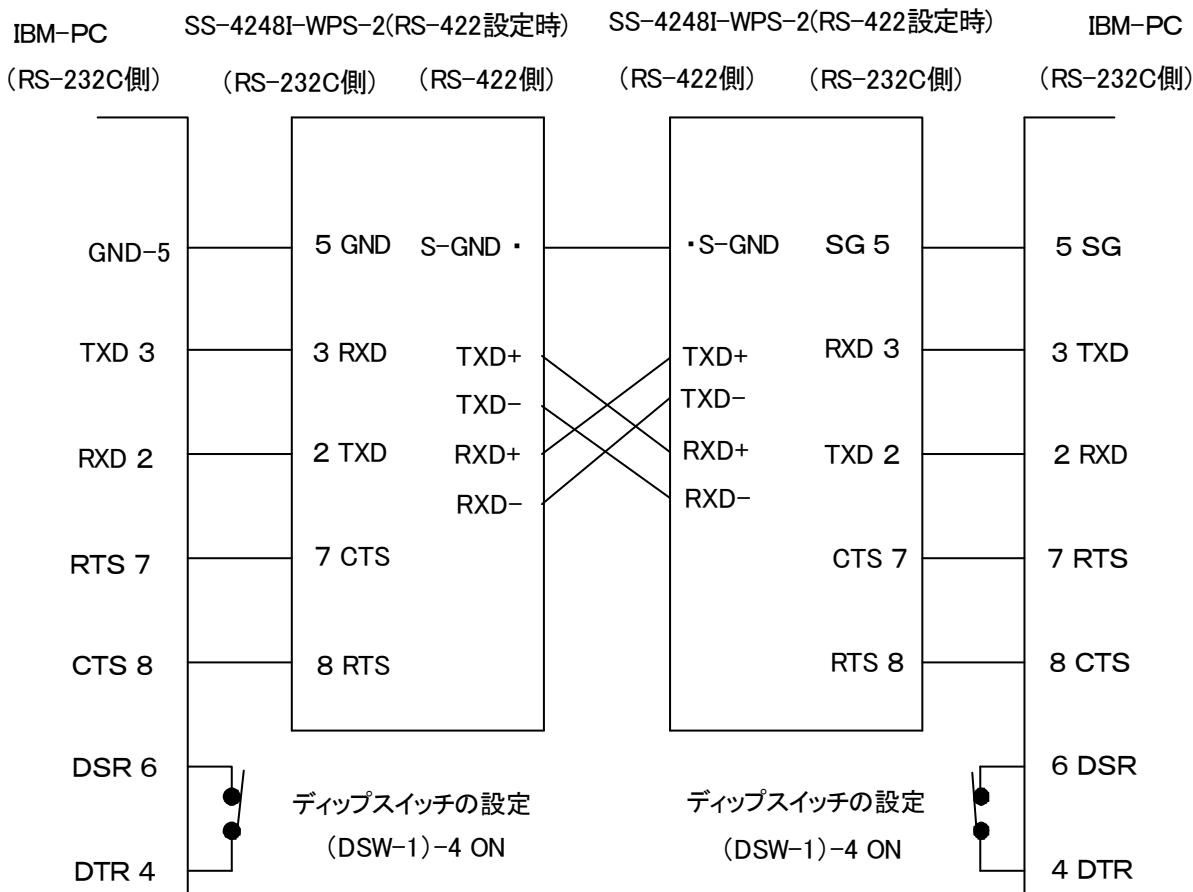 IBM-PC SS-4248I-WPS-2(RS-422設定時) SS-4248I-WPS-2(RS-422設定時) IBM-PC
(RS-232C側) (RS-232C側) (RS-422側) (RS-422側) (RS-232C側) (RS-232C側)
GND-5 5 GND S-GND・ ・S-GND SG 5 5 SG
TXD 3 3 RXD TXD+ TXD+ RXD 3 3 TXD
TXD- TXD-
RXD 2 2 TXD RXD+ RXD+ TXD 2 2 RXD
RXD- RXD-
RTS 7 7 CTS CTS 7 7 RTS
CTS 8 8 RTS RTS 8 8 CTS
DSR 6 6 DSR
ディップスイッチの設定 ディップスイッチの設定
(DSW-1)-4 ON (DSW-1)-4 ON
DTR 4 4 DTR